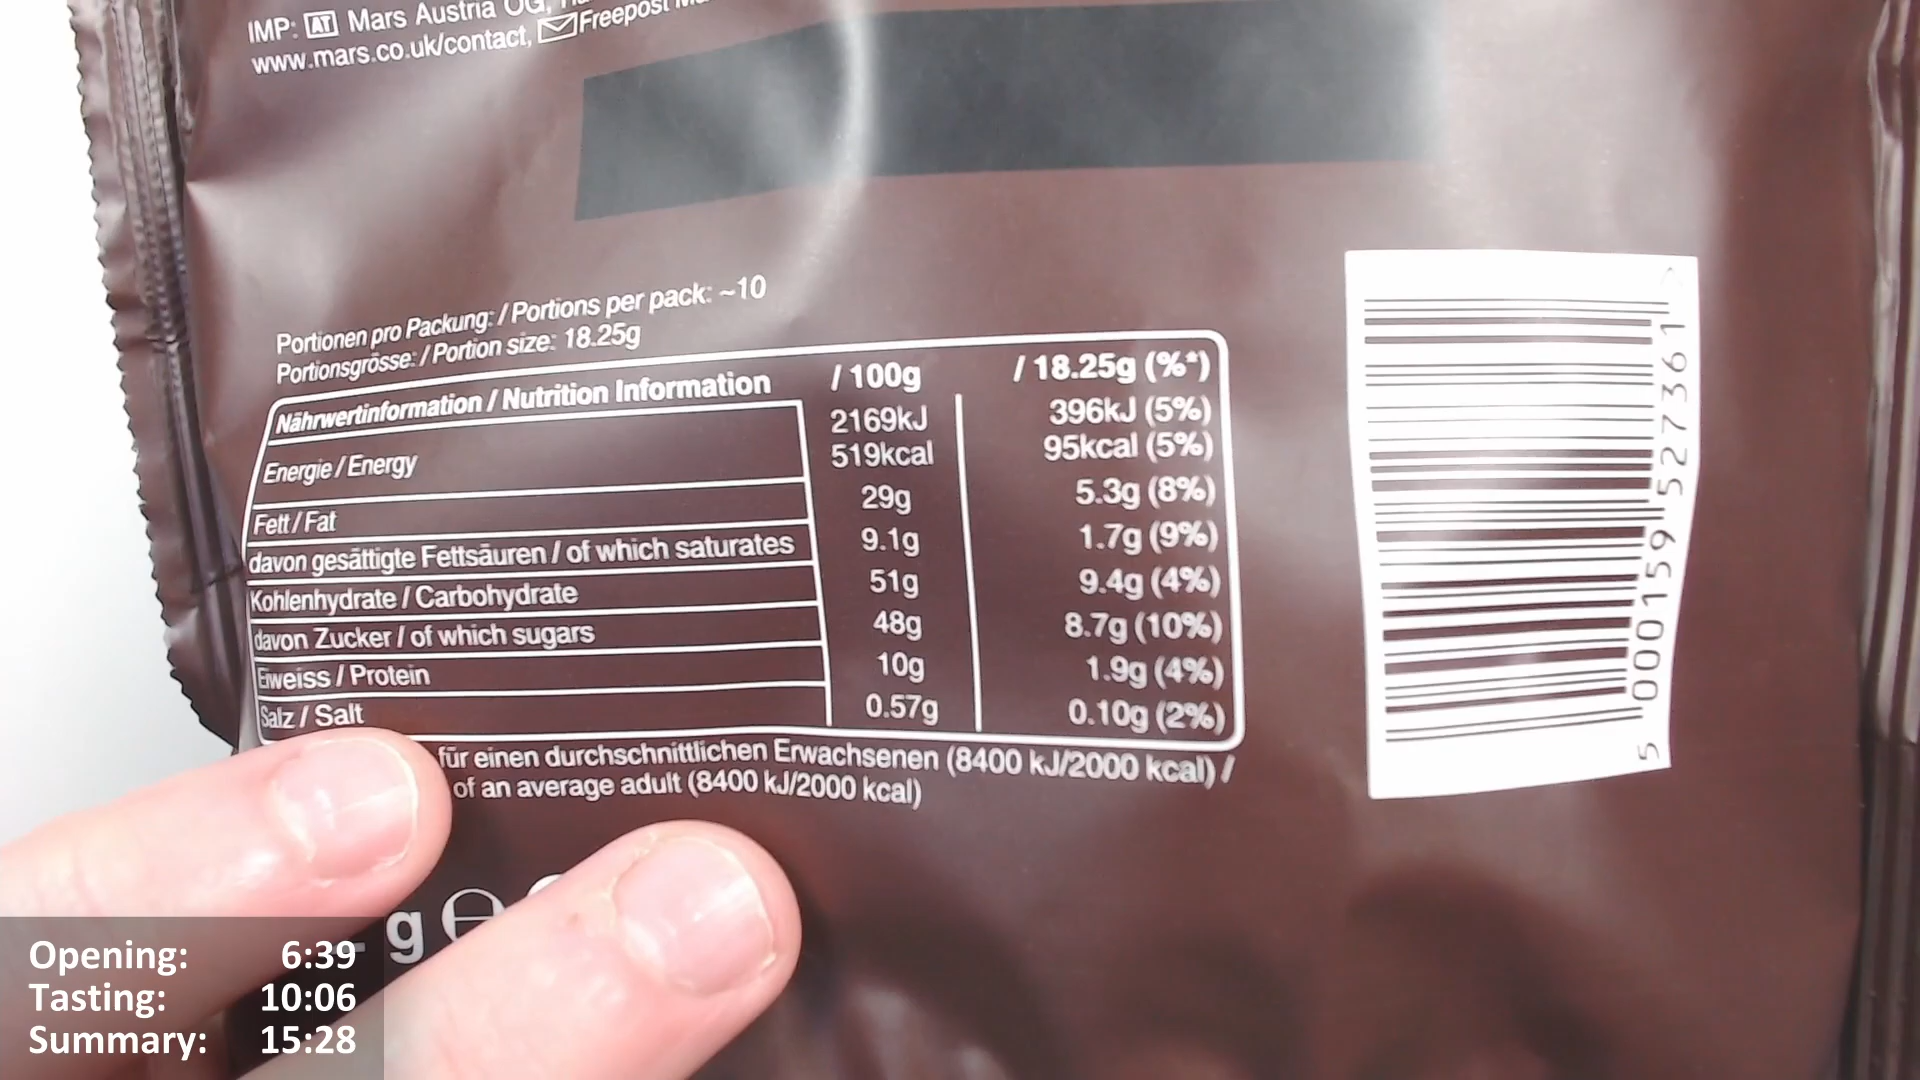 IMP: AT Mars Austria OG,
www.mars.co.uk/contact, Freepost
Portionen pro Packung: / Portions per pack: ~10
Portionsgrösse: / Portion size: 18.25g
Nährwertinformation / Nutrition Information / 100g / 18.25g (%*)
Energie / Energy 2169kJ 396kJ (5%)
519kcal 95kcal (5%)
Fett / Fat 29g 5.3g (8%)
davon gesättigte Fettsäuren / of which saturates 9.1g 1.7g (9%)
Kohlenhydrate / Carbohydrate 51g 9.4g (4%)
davon Zucker / of which sugars 48g 8.7g (10%)
Eiweiss / Protein 10g 1.9g (4%)
Salz / Salt 0.57g 0.10g (2%)
für einen durchschnittlichen Erwachsenen (8400 kJ/2000 kcal) /
of an average adult (8400 kJ/2000 kcal)
g ℮
5 000159 527361 >
Opening: 6:39
Tasting: 10:06
Summary: 15:28